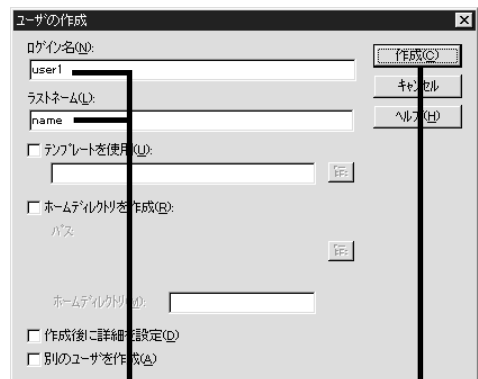 ユーザの作成
ログイン名(N):
user1
作成(C)
キャンセル
ラストネーム(L):
name
ヘルプ(H)
テンプレートを使用(U):
ホームディレクトリを作成(R):
パス:
ホームディレクトリ(M):
作成後に詳細を設定(D)
別のユーザを作成(A)